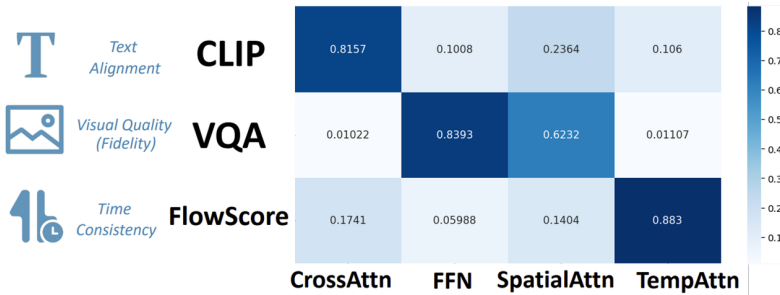 T
Text
Alignment
CLIP
0.8157 0.1008 0.2364 0.106
Visual Quality
(Fidelity)
VQA
0.01022 0.8393 0.6232 0.01107
Time
Consistency
FlowScore
0.1741 0.05988 0.1404 0.883
CrossAttn FFN SpatialAttn TempAttn
0.8
0.7
0.6
0.5
0.4
0.3
0.2
0.1